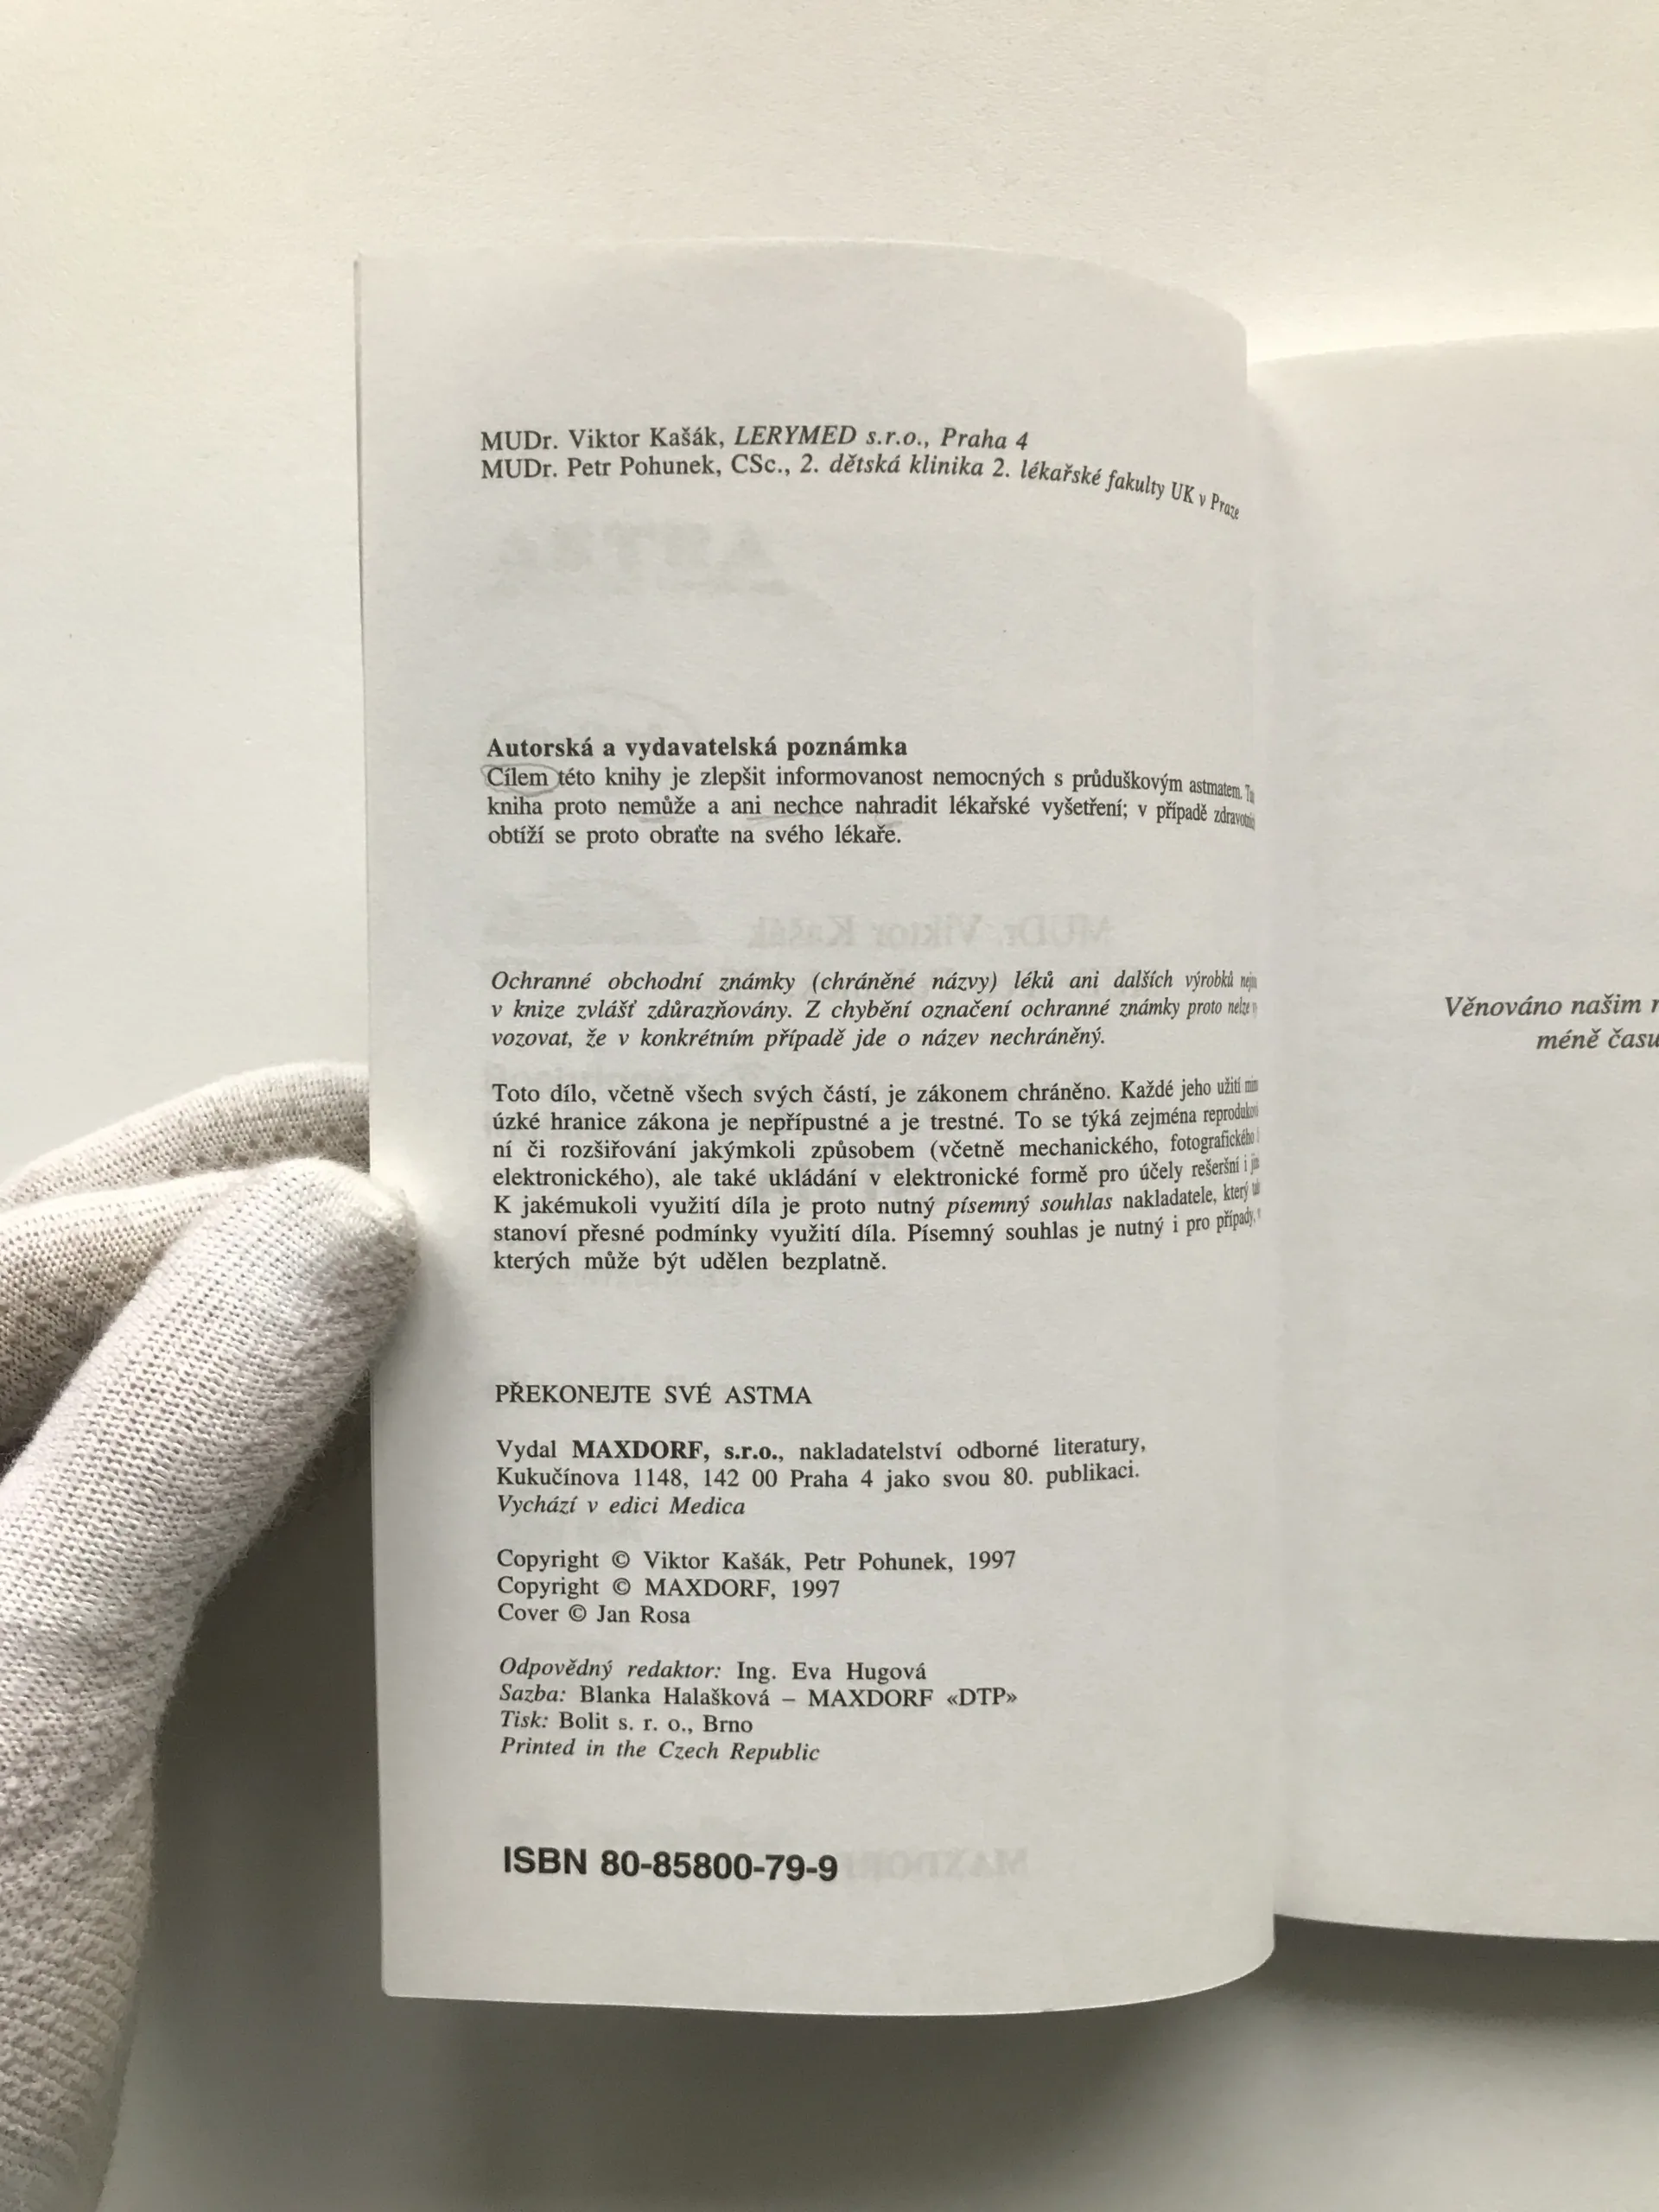 MUDr. Viktor Kašák, LERYMED s.r.o., Praha 4
MUDr. Petr Pohunek, CSc., 2. dětská klinika 2. lékařské fakulty UK v Praze
Autorská a vydavatelská poznámka
Cílem této knihy je zlepšit informovanost nemocných s průduškovým astmatem.
kniha proto nemůže a ani nechce nahradit lékařské vyšetření; v případě
obtíží se proto obraťte na svého lékaře.
MUDr. Viktor Kašák
Ochranné obchodní známky (chráněné názvy) léků ani dalších výrobků
v knize zvlášť zdůrazňovány. Z chybění označení ochranné známky proto nelze
vozovat, že v konkrétním případě jde o název nechráněný.
Toto dílo, včetně všech svých částí, je zákonem chráněno. Každé jeho užití
úzké hranice zákona je nepřípustné a je trestné. To se týká zejména
ní či rozšiřování jakýmkoli způsobem (včetně mechanického, fotografického
elektronického), ale také ukládání v elektronické formě pro účely rešeršní i
K jakémukoli využití díla je proto nutný písemný souhlas nakladatele, který
stanoví přesné podmínky využití díla. Písemný souhlas je nutný i pro případy,
kterých může být udělen bezplatně.
PŘEKONEJTE SVÉ ASTMA
Vydal MAXDORF, s.r.o., nakladatelství odborné literatury,
Kukučínova 1148, 142 00 Praha 4 jako svou 80. publikaci.
Vychází v edici Medica
Copyright © Viktor Kašák, Petr Pohunek, 1997
Copyright © MAXDORF, 1997
Cover © Jan Rosa
Odpovědný redaktor: Ing. Eva Hugová
Sazba: Blanka Halašková – MAXDORF «DTP»
Tisk: Bolit s. r. o., Brno
Printed in the Czech Republic
ISBN 80-85800-79-9
MAXDORF
Věnováno našim
méně času